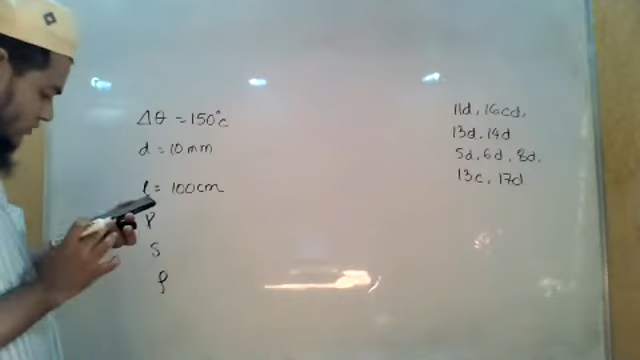 Δθ = 150°c
d = 10 mm
l = 100cm
γ
S
ρ
11d, 16cd,
13d, 14d
5d, 6d, 8d,
13c, 17d